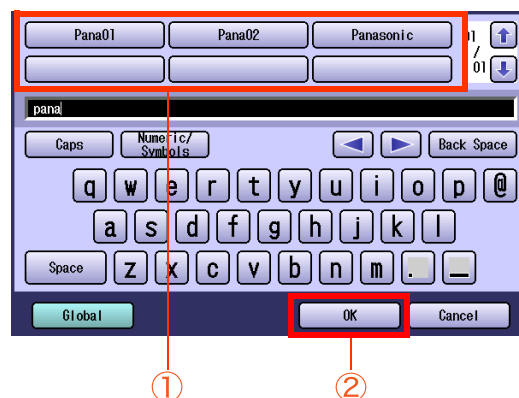 Pana01 Pana02 Panasonic 01
/
01
pana
Caps Numeric/ Back Space
Symbols
q w e r t y u i o p @
a s d f g h j k l
Space z x c v b n m . _
Global OK Cancel
① ②